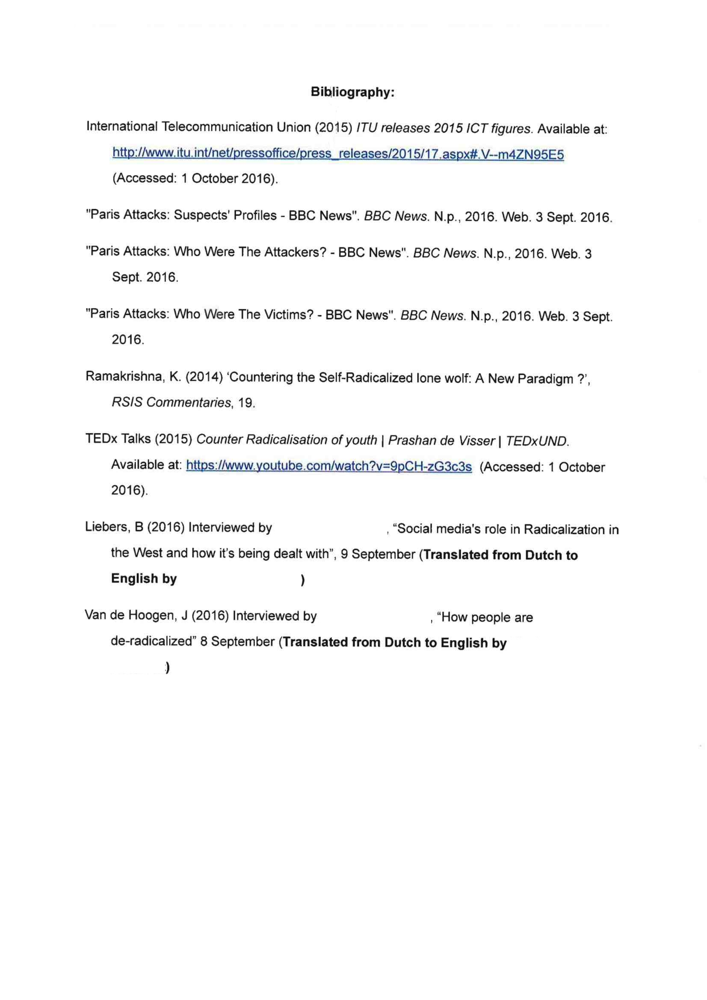 Bibliography:
International Telecommunication Union (2015) ITU releases 2015 ICT figures. Available at:
http://www.itu.int/net/pressoffice/press_releases/2015/17.aspx#.V--m4ZN95E5
(Accessed: 1 October 2016).
"Paris Attacks: Suspects' Profiles - BBC News". BBC News. N.p., 2016. Web. 3 Sept. 2016.
"Paris Attacks: Who Were The Attackers? - BBC News". BBC News. N.p., 2016. Web. 3
Sept. 2016.
"Paris Attacks: Who Were The Victims? - BBC News". BBC News. N.p., 2016. Web. 3 Sept.
2016.
Ramakrishna, K. (2014) ‘Countering the Self-Radicalized lone wolf: A New Paradigm ?’,
RSIS Commentaries, 19.
TEDx Talks (2015) Counter Radicalisation of youth | Prashan de Visser | TEDxUND.
Available at: https://www.youtube.com/watch?v=9pCH-zG3c3s (Accessed: 1 October
2016).
Liebers, B (2016) Interviewed by , “Social media's role in Radicalization in
the West and how it’s being dealt with”, 9 September (Translated from Dutch to
English by )
Van de Hoogen, J (2016) Interviewed by , “How people are
de-radicalized” 8 September (Translated from Dutch to English by
)